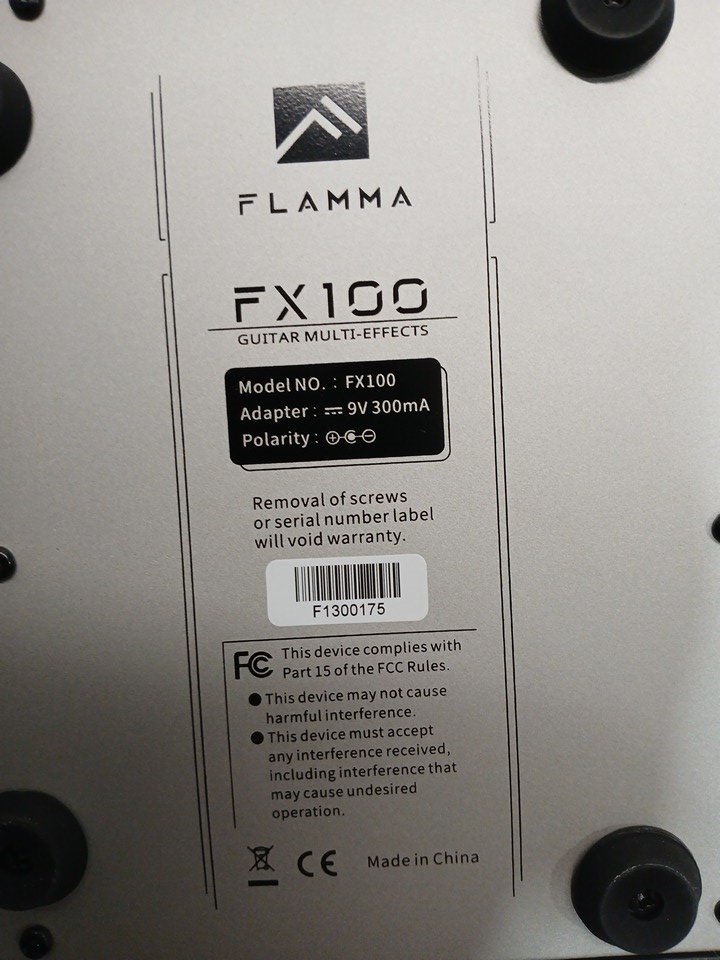 FLAMMA
FX100
GUITAR MULTI-EFFECTS
Model NO. : FX100
Adapter : ⎓ 9V 300mA
Polarity :
Removal of screws
or serial number label
will void warranty.
F1300175
FC This device complies with
Part 15 of the FCC Rules.
● This device may not cause
harmful interference.
● This device must accept
any interference received,
including interference that
may cause undesired
operation.
CE Made in China